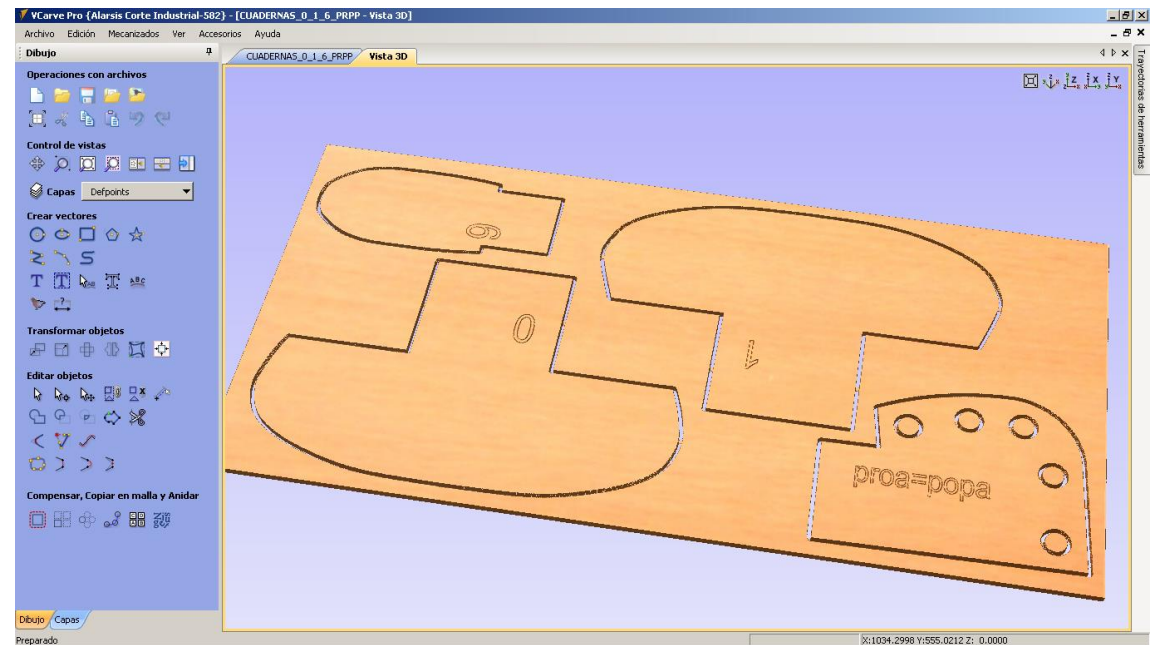 VCarve Pro {Alarsis Corte Industrial-582} - [CUADERNAS_0_1_6_PRPP - Vista 3D]
Archivo Edición Mecanizados Ver Accesorios Ayuda
Dibujo
CUADERNAS_0_1_6_PRPP Vista 3D
Operaciones con archivos
Control de vistas
Capas Defpoints
Crear vectores
Transformar objetos
Editar objetos
Compensar, Copiar en malla y Anidar
Dibujo Capas
Preparado
X:1034.2998 Y:555.0212 Z: 0.0000
Trayectorias de herramientas
6
0
1
proa=popa